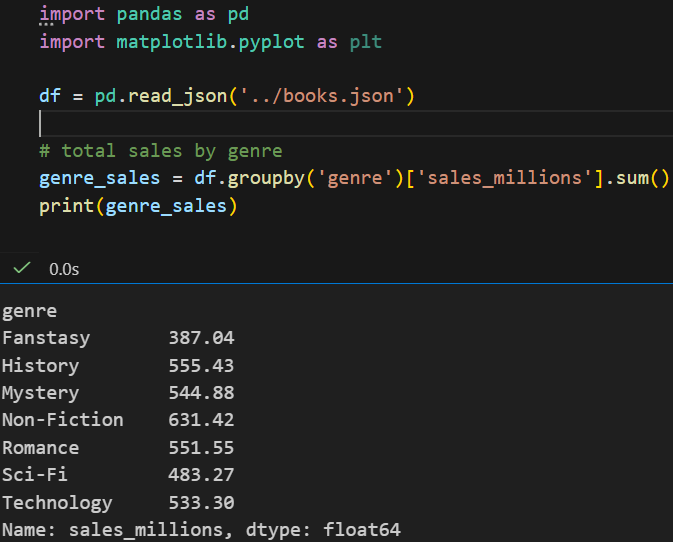 import pandas as pd
import matplotlib.pyplot as plt
df = pd.read_json('../books.json')
# total sales by genre
genre_sales = df.groupby('genre')['sales_millions'].sum()
print(genre_sales)
0.0s
genre
Fanstasy 387.04
History 555.43
Mystery 544.88
Non-Fiction 631.42
Romance 551.55
Sci-Fi 483.27
Technology 533.30
Name: sales_millions, dtype: float64